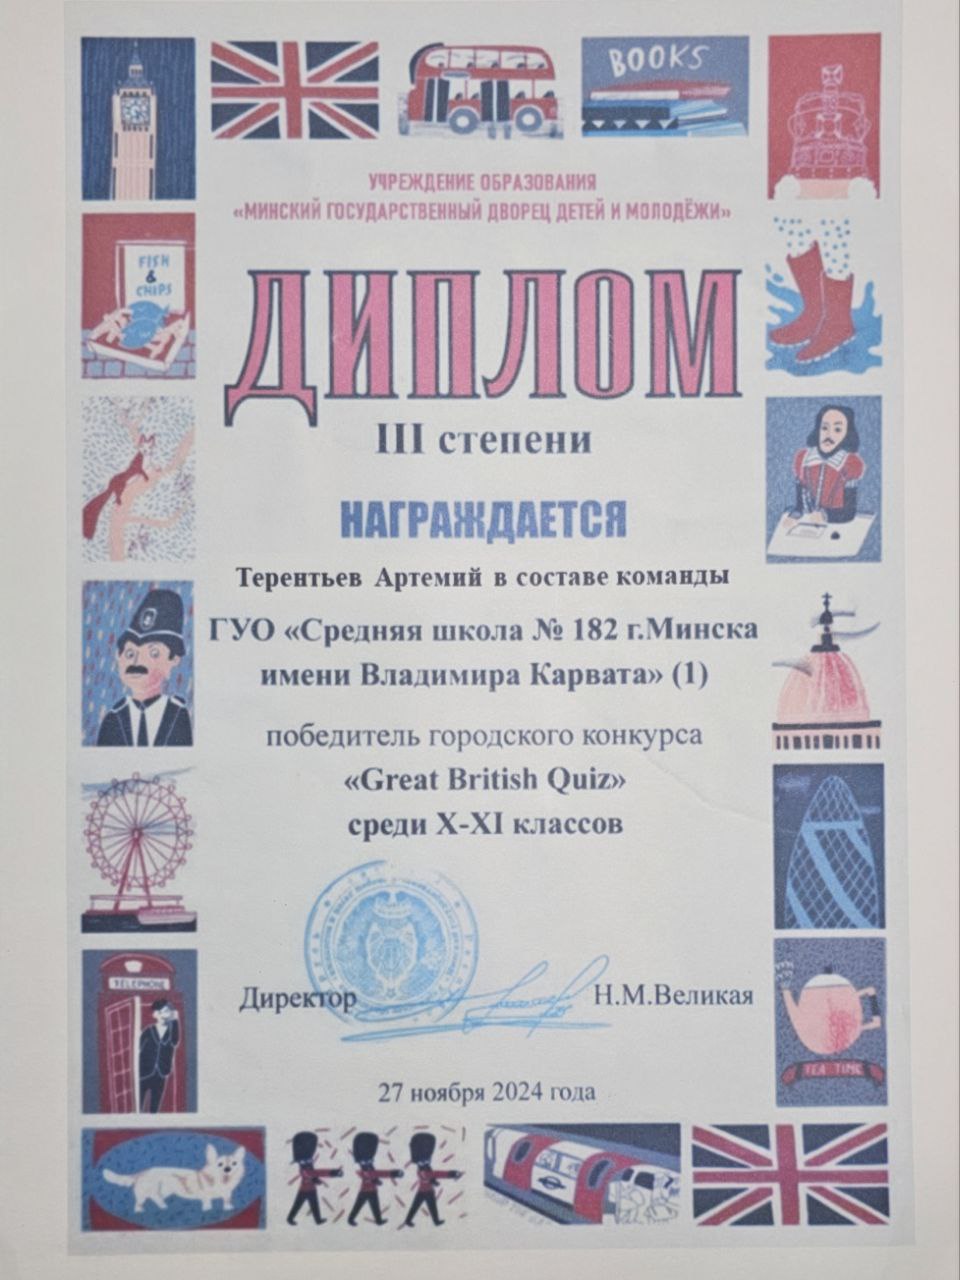 BOOKS
УЧРЕЖДЕНИЕ ОБРАЗОВАНИЯ
«МИНСКИЙ ГОСУДАРСТВЕННЫЙ ДВОРЕЦ ДЕТЕЙ И МОЛОДЁЖИ»
FISH
&
CHIPS
ДИПЛОМ
III степени
НАГРАЖДАЕТСЯ
Терентьев Артемий в составе команды
ГУО «Средняя школа № 182 г.Минска
имени Владимира Карвата» (1)
победитель городского конкурса
«Great British Quiz»
среди X-XI классов
TELEPHONE
Директор Н.М.Великая
TEA TIME
27 ноября 2024 года